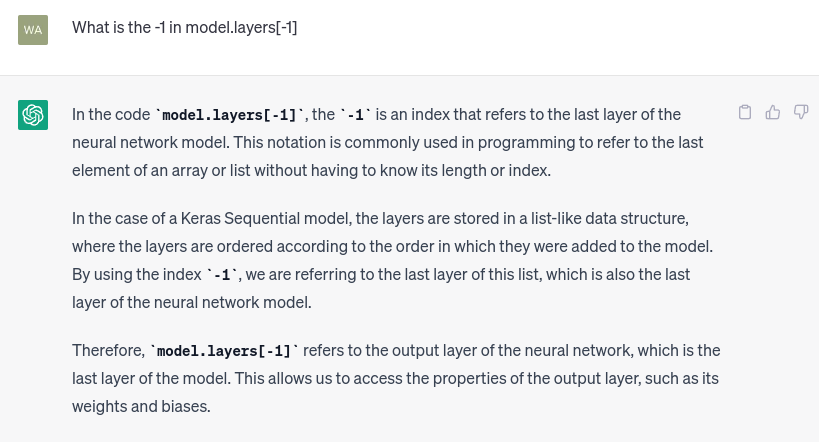 WA
What is the -1 in model.layers[-1]
In the code `model.layers[-1]`, the `-1` is an index that refers to the last layer of the
neural network model. This notation is commonly used in programming to refer to the last
element of an array or list without having to know its length or index.
In the case of a Keras Sequential model, the layers are stored in a list-like data structure,
where the layers are ordered according to the order in which they were added to the model.
By using the index `-1`, we are referring to the last layer of this list, which is also the last
layer of the neural network model.
Therefore, `model.layers[-1]` refers to the output layer of the neural network, which is the
last layer of the model. This allows us to access the properties of the output layer, such as its
weights and biases.